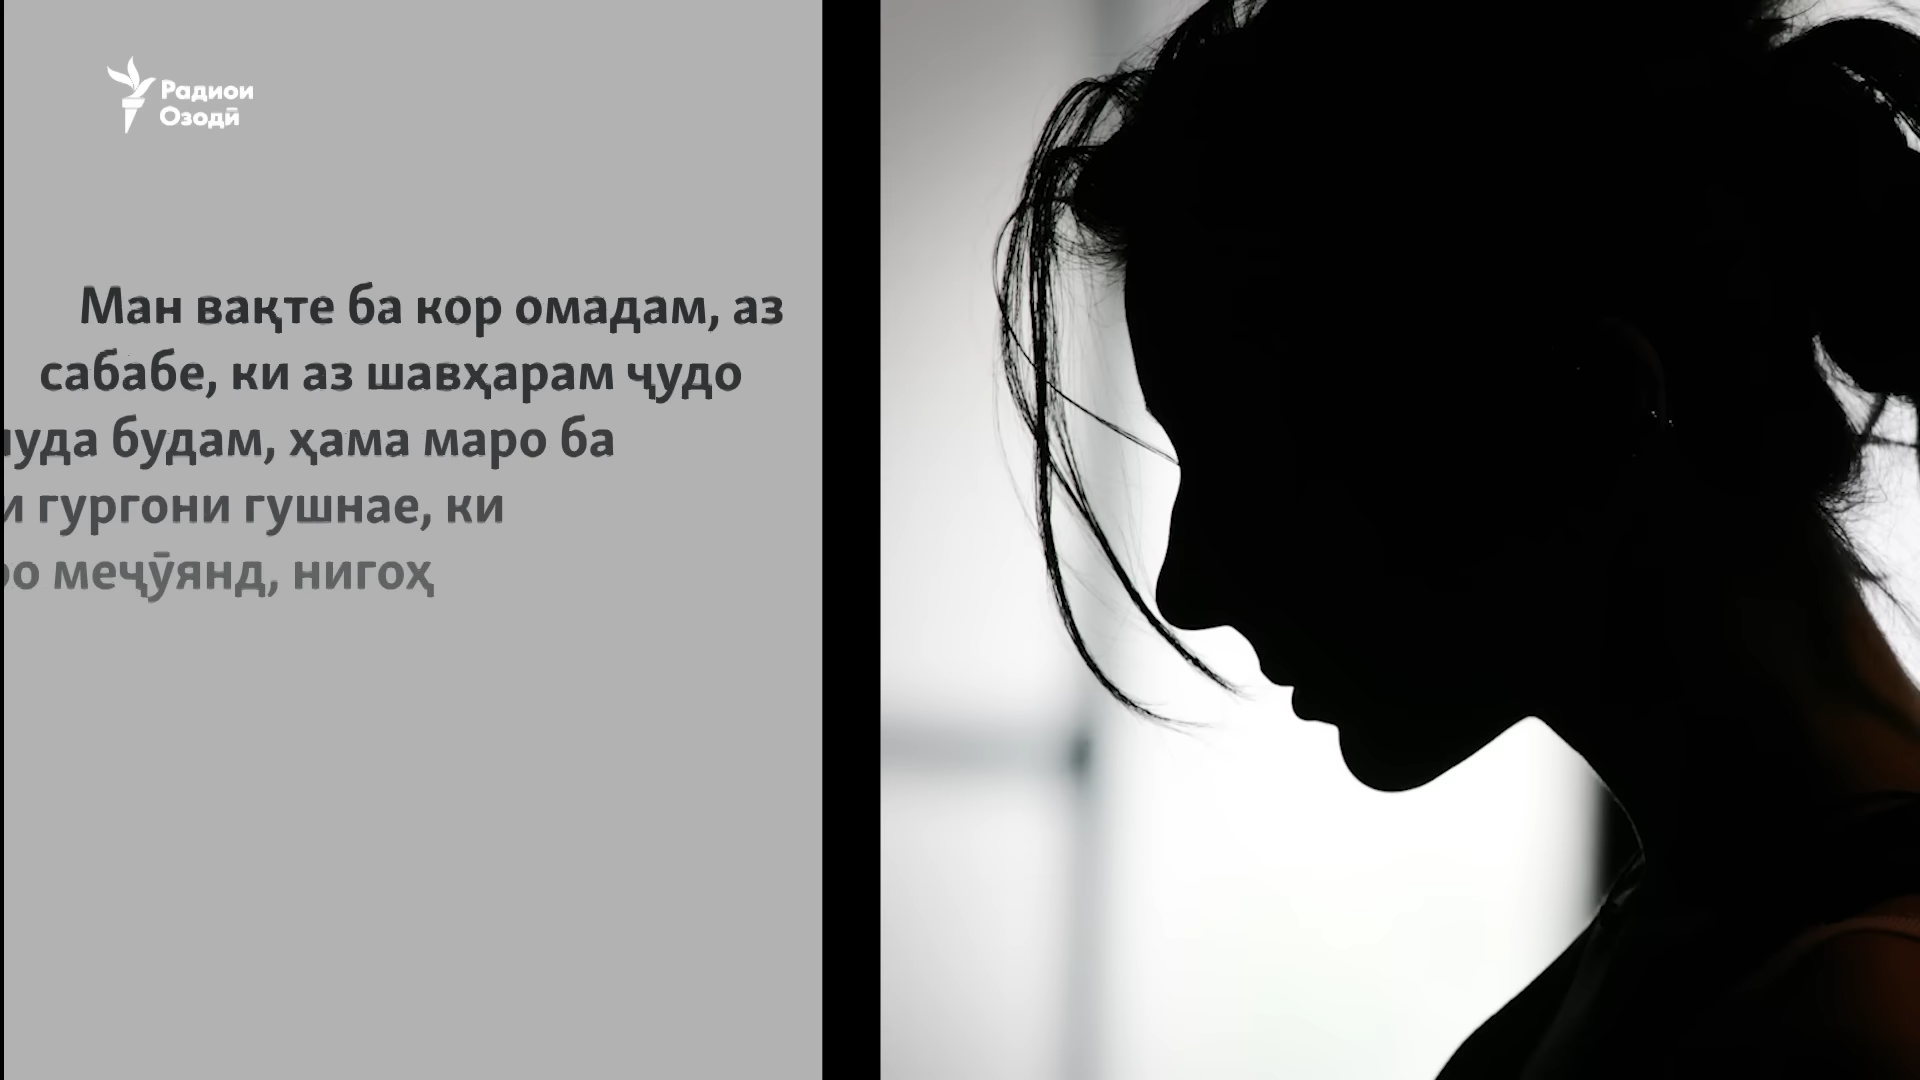 Радиои
Озодӣ
Ман вақте ба кор омадам, аз
сабабе, ки аз шавҳарам ҷудо
будам, ҳама маро ба
гургони гушнае, ки
меҷӯянд, нигоҳ